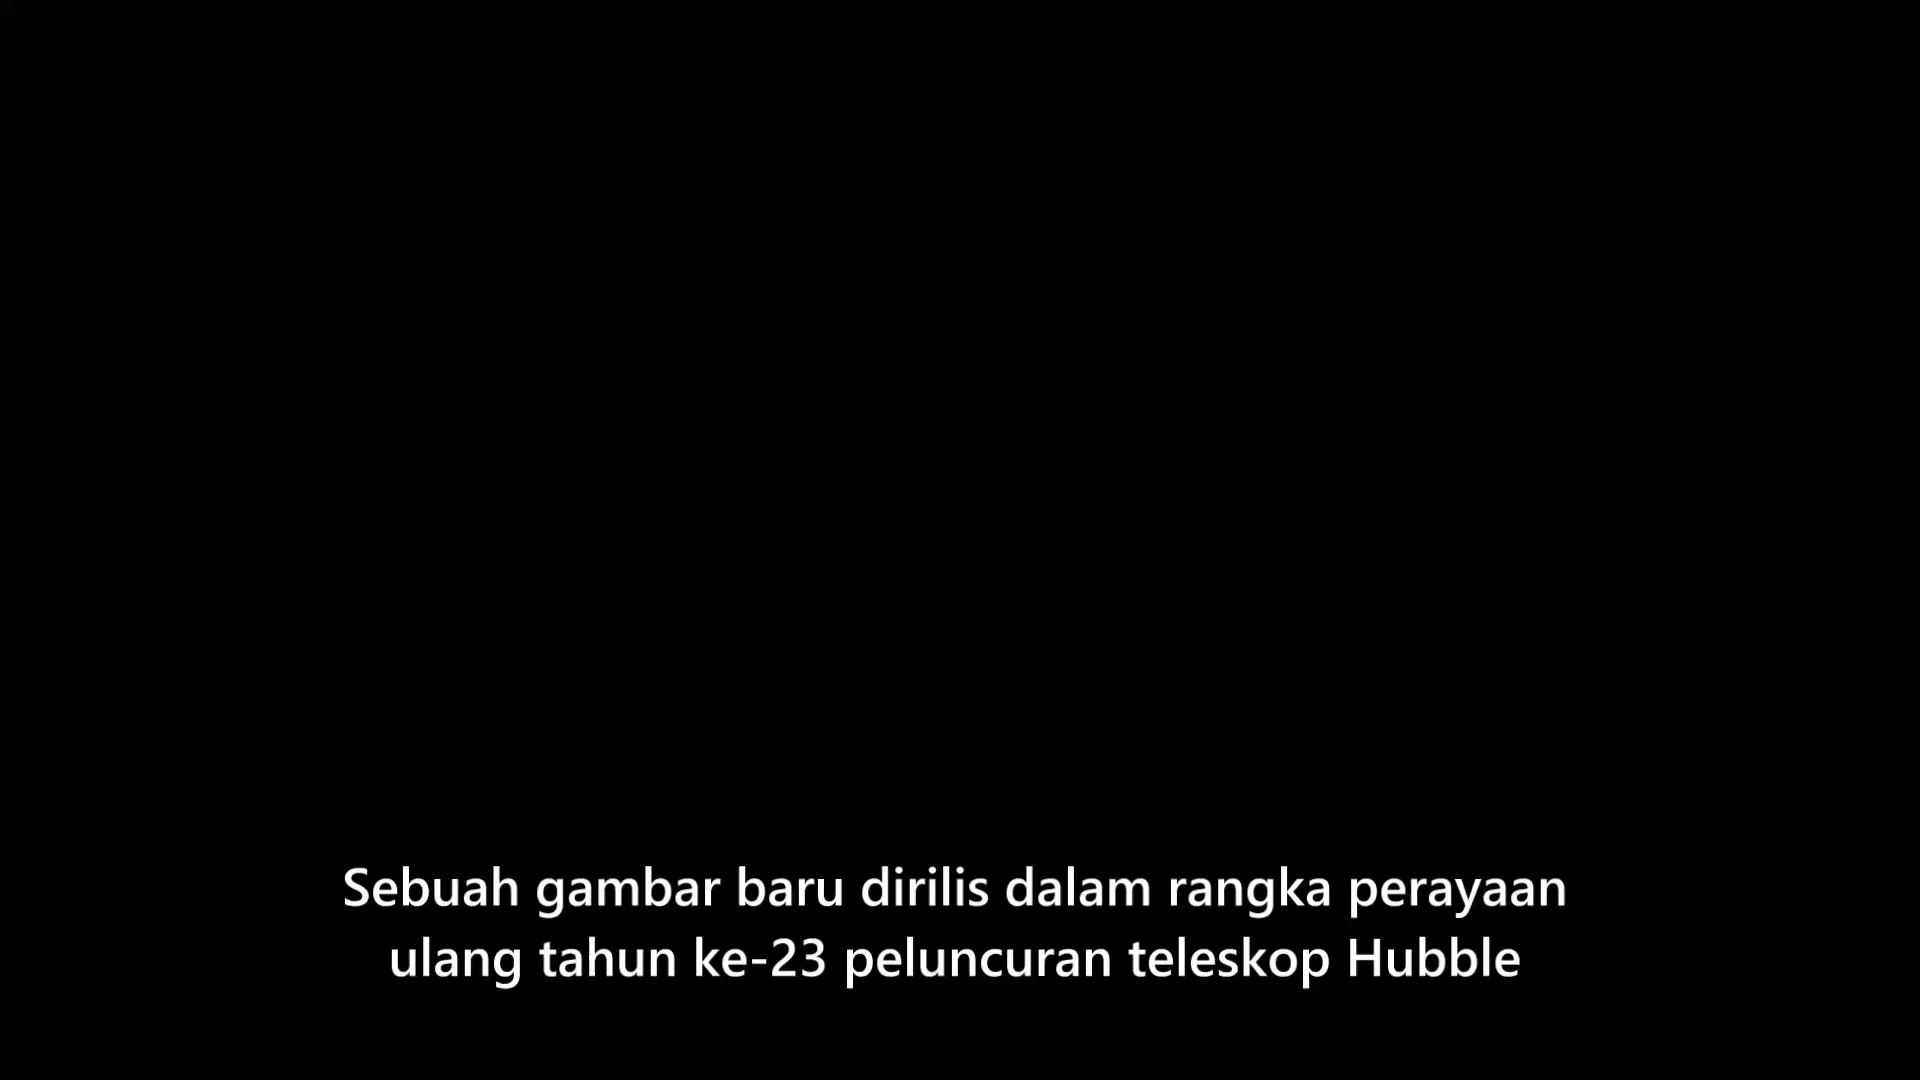 Sebuah gambar baru dirilis dalam rangka perayaan
ulang tahun ke-23 peluncuran teleskop Hubble